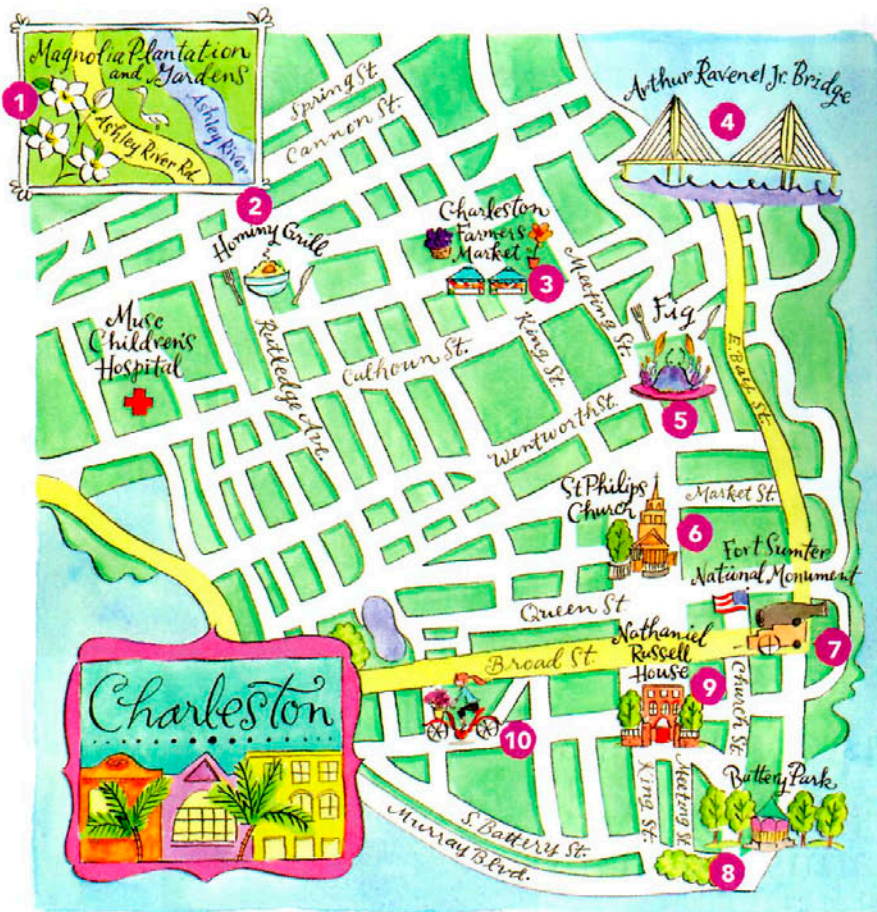 Magnolia Plantation
and Gardens
1
Ashley River Rd.
Ashley River
Spring St.
Cannon St.
Arthur Ravenel Jr. Bridge
4
2
Hominy Grill
Charleston
Farmers
Market
3
Musc
Children's
Hospital
Rutledge Ave.
Calhoun St.
King St.
Meeting St.
Fig
5
E. Bay St.
Wentworth St.
Market St.
St Philips
Church
6
Fort Sumter
National Monument
7
Queen St.
Broad St.
Nathaniel
Russell
House
9
Church St.
10
Charleston
King St.
Meeting St.
Battery Park
8
S. Battery St.
Murray Blvd.